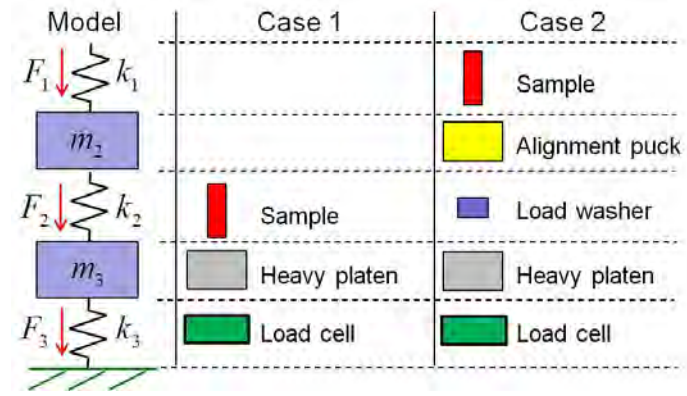 Model Case 1 Case 2
F₁ k₁ Sample
m₂ Alignment puck
F₂ k₂ Sample Load washer
m₃ Heavy platen Heavy platen
F₃ k₃ Load cell Load cell